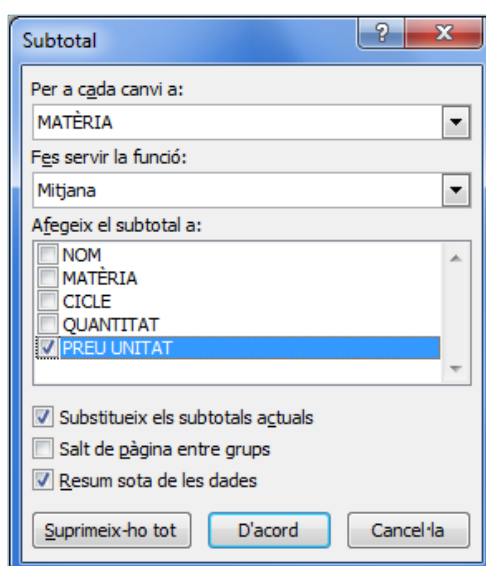 Subtotal
Per a cada canvi a:
MATÈRIA
Fes servir la funció:
Mitjana
Afegeix el subtotal a:
NOM
MATÈRIA
CICLE
QUANTITAT
PREU UNITAT
Substitueix els subtotals actuals
Salt de pàgina entre grups
Resum sota de les dades
Suprimeix-ho tot D'acord Cancel·la